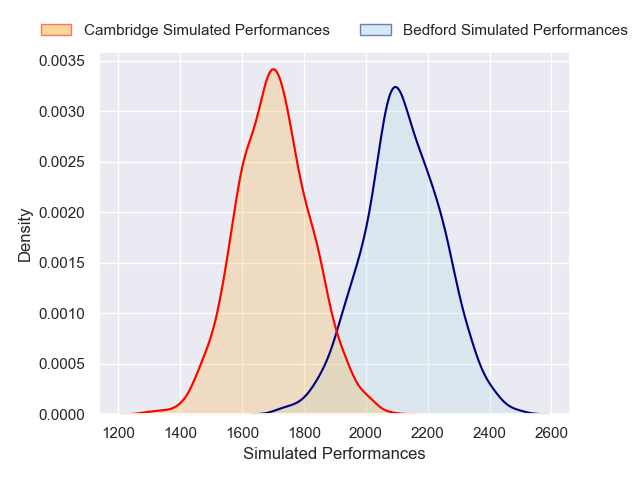 Cambridge Simulated Performances
Bedford Simulated Performances
0.0035
0.0030
0.0025
0.0020
0.0015
0.0010
0.0005
0.0000
Density
1200 1400 1600 1800 2000 2200 2400 2600
Simulated Performances